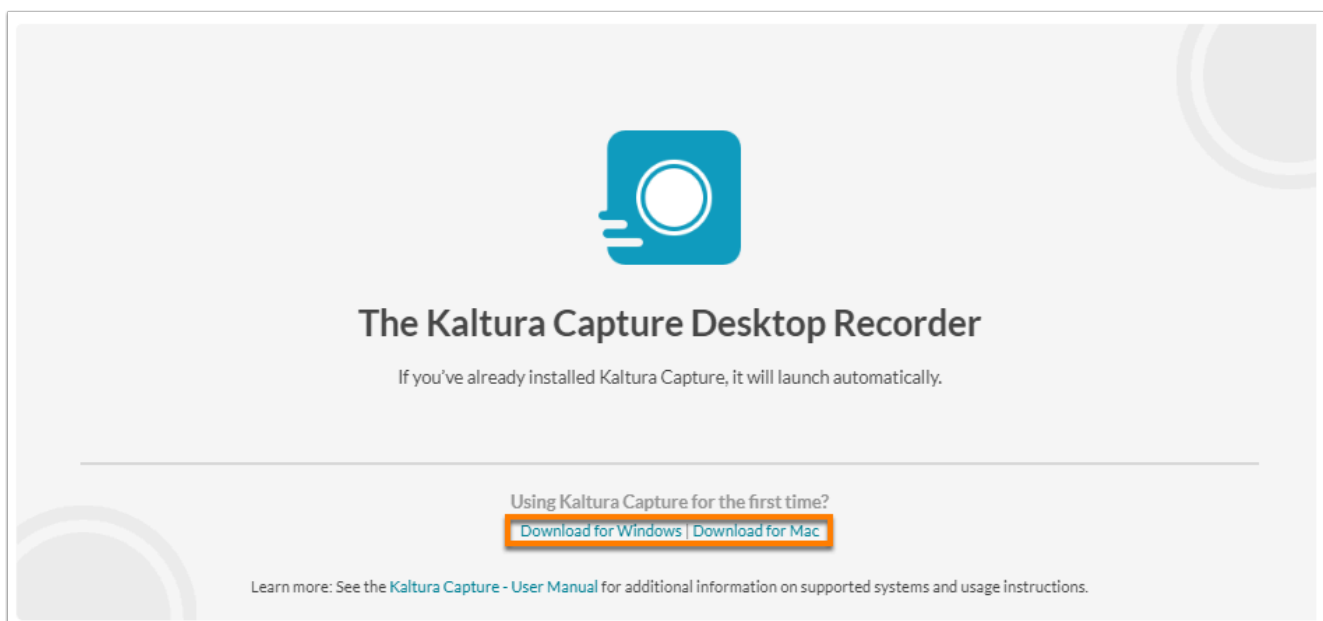 The Kaltura Capture Desktop Recorder
If you've already installed Kaltura Capture, it will launch automatically.
Using Kaltura Capture for the first time?
Download for Windows | Download for Mac
Learn more: See the Kaltura Capture - User Manual for additional information on supported systems and usage instructions.